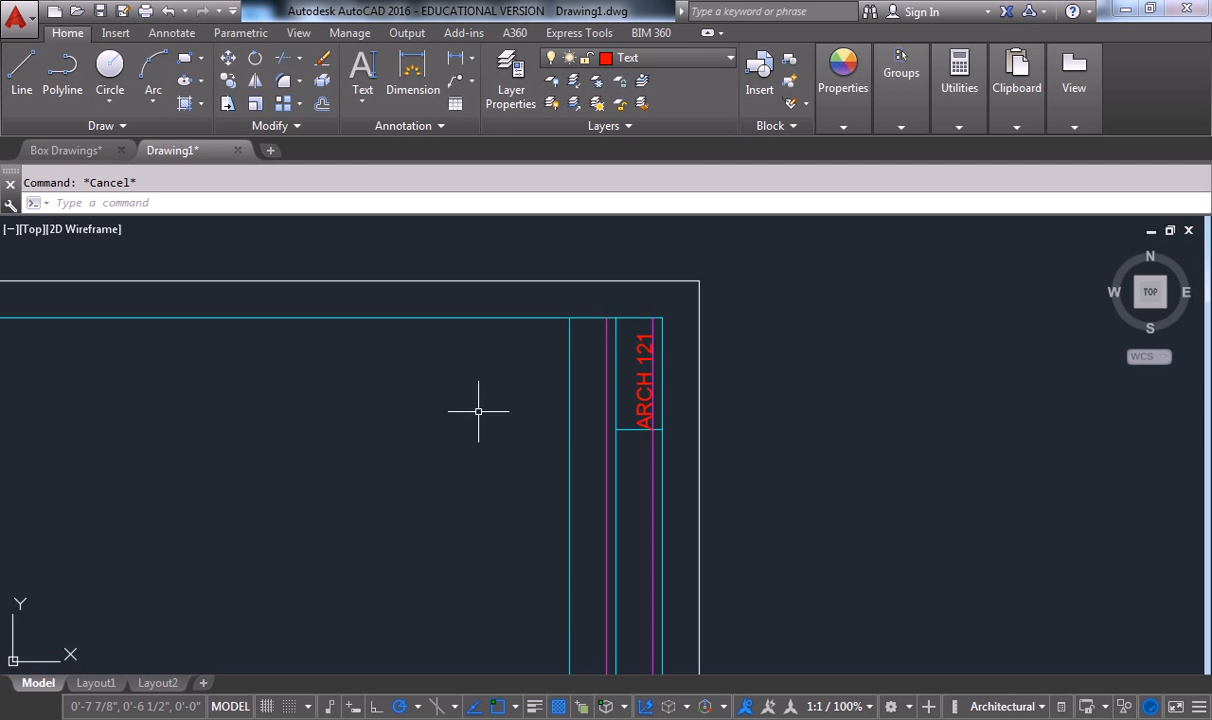 Autodesk AutoCAD 2016 - EDUCATIONAL VERSION Drawing1.dwg
Type a keyword or phrase
Sign In
Home Insert Annotate Parametric View Manage Output Add-ins A360 Express Tools BIM 360
Text
Line Polyline Circle Arc Text Dimension Layer Properties Insert Properties Groups Utilities Clipboard View
Draw Modify Annotation Layers Block
Box Drawings* Drawing1*
Command: *Cancel*
Type a command
[−][Top][2D Wireframe]
N
W TOP E
S
WCS
ARCH 121
Y
X
Model Layout1 Layout2
0'-7 7/8", 0'-6 1/2", 0'-0" MODEL 1:1 / 100% Architectural